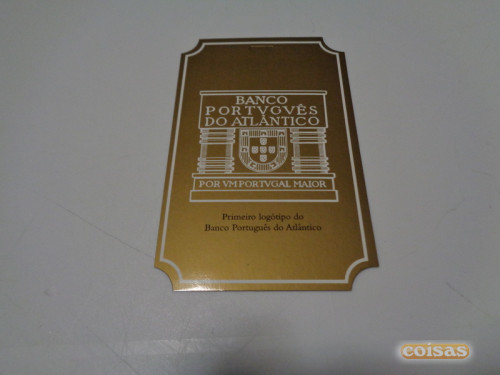 BANCO
PORTVGVÊS
DO ATLÂNTICO
POR VM PORTVGAL MAIOR
Primeiro logótipo do
Banco Português do Atlântico
coisas